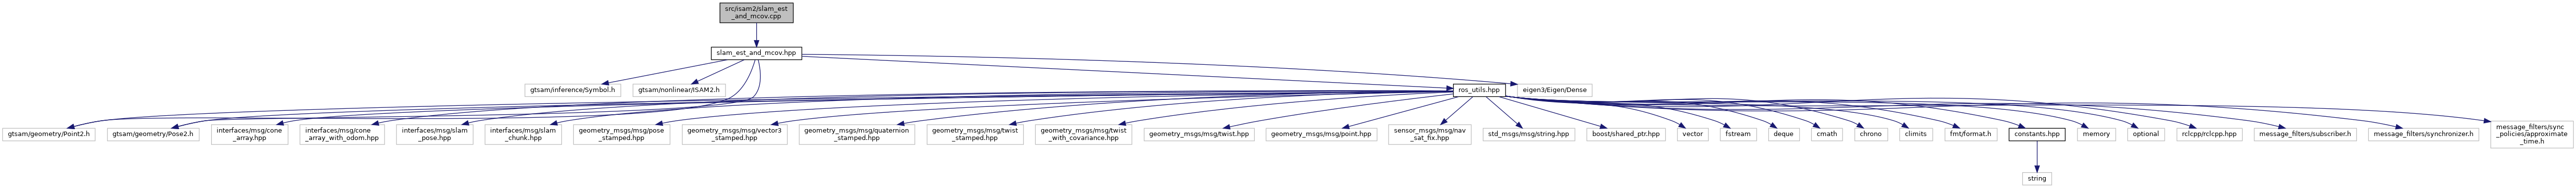 src/isam2/slam_est
_and_mcov.cpp
slam_est_and_mcov.hpp
gtsam/inference/Symbol.h
gtsam/nonlinear/ISAM2.h
ros_utils.hpp
eigen3/Eigen/Dense
gtsam/geometry/Point2.h
gtsam/geometry/Pose2.h
interfaces/msg/cone
_array.hpp
interfaces/msg/cone
_array_with_odom.hpp
interfaces/msg/slam
_pose.hpp
interfaces/msg/slam
_chunk.hpp
geometry_msgs/msg/pose
_stamped.hpp
geometry_msgs/msg/vector3
_stamped.hpp
geometry_msgs/msg/quaternion
_stamped.hpp
geometry_msgs/msg/twist
_stamped.hpp
geometry_msgs/msg/twist
_with_covariance.hpp
geometry_msgs/msg/twist.hpp
geometry_msgs/msg/point.hpp
sensor_msgs/msg/nav
_sat_fix.hpp
std_msgs/msg/string.hpp
boost/shared_ptr.hpp
vector
fstream
deque
cmath
chrono
climits
fmt/format.h
constants.hpp
memory
optional
rclcpp/rclcpp.hpp
message_filters/subscriber.h
message_filters/synchronizer.h
message_filters/sync
_policies/approximate
_time.h
string